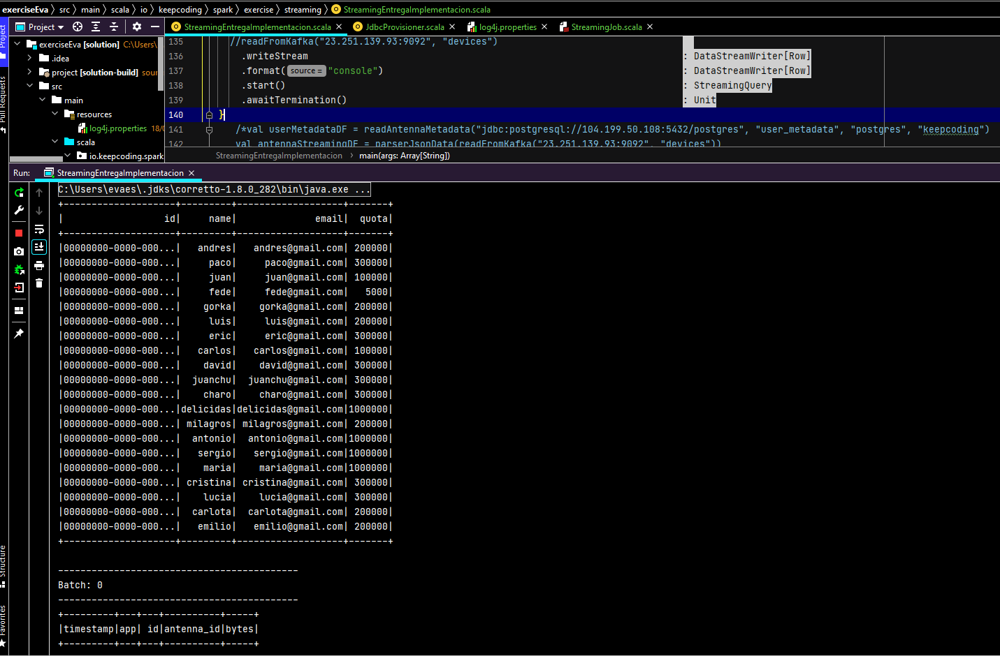 exerciseEva › src › main › scala › io › keepcoding › spark › exercise › streaming › StreamingEntregaImplementacion.scala
Project
StreamingEntregaImplementacion.scala × JdbcProvisioner.scala × log4j.properties × StreamingJob.scala ×
Project
Pull Requests
exerciseEva [solution] C:\Users\
.idea
project [solution-build] sour
src
main
resources
log4j.properties 18/0
scala
io.keepcoding.spark
135 //readFromKafka("23.251.139.93:9092", "devices")
136 .writeStream : DataStreamWriter[Row]
137 .format( source = "console") : DataStreamWriter[Row]
138 .start() : StreamingQuery
139 .awaitTermination() : Unit
140 }
141 /*val userMetadataDF = readAntennaMetadata("jdbc:postgresql://104.199.50.108:5432/postgres", "user_metadata", "postgres", "keepcoding")
142 val antennaStreamingDF = parserJsonData(readFromKafka("23.251.139.93:9092", "devices"))
StreamingEntregaImplementacion › main(args: Array[String])
Run: StreamingEntregaImplementacion ×
C:\Users\evaes\.jdks\corretto-1.8.0_282\bin\java.exe ...
+--------------------+---------+-------------------+-------+
|                  id|     name|              email|  quota|
+--------------------+---------+-------------------+-------+
|00000000-0000-000...|   andres|   andres@gmail.com| 200000|
|00000000-0000-000...|     paco|     paco@gmail.com| 300000|
|00000000-0000-000...|     juan|     juan@gmail.com| 100000|
|00000000-0000-000...|     fede|     fede@gmail.com|   5000|
|00000000-0000-000...|    gorka|    gorka@gmail.com| 200000|
|00000000-0000-000...|     luis|     luis@gmail.com| 200000|
|00000000-0000-000...|     eric|     eric@gmail.com| 300000|
|00000000-0000-000...|   carlos|   carlos@gmail.com| 100000|
|00000000-0000-000...|    david|    david@gmail.com| 300000|
|00000000-0000-000...|  juanchu|  juanchu@gmail.com| 300000|
|00000000-0000-000...|    charo|    charo@gmail.com| 300000|
|00000000-0000-000...|delicidas|delicidas@gmail.com|1000000|
|00000000-0000-000...| milagros| milagros@gmail.com| 200000|
|00000000-0000-000...|  antonio|  antonio@gmail.com|1000000|
|00000000-0000-000...|   sergio|   sergio@gmail.com|1000000|
|00000000-0000-000...|    maria|    maria@gmail.com|1000000|
|00000000-0000-000...| cristina| cristina@gmail.com| 300000|
|00000000-0000-000...|    lucia|    lucia@gmail.com| 300000|
|00000000-0000-000...|  carlota|  carlota@gmail.com| 200000|
|00000000-0000-000...|   emilio|   emilio@gmail.com| 200000|
+--------------------+---------+-------------------+-------+
-------------------------------------------
Batch: 0
-------------------------------------------
+---------+---+---+----------+-----+
|timestamp|app| id|antenna_id|bytes|
+---------+---+---+----------+-----+
Structure
Favorites